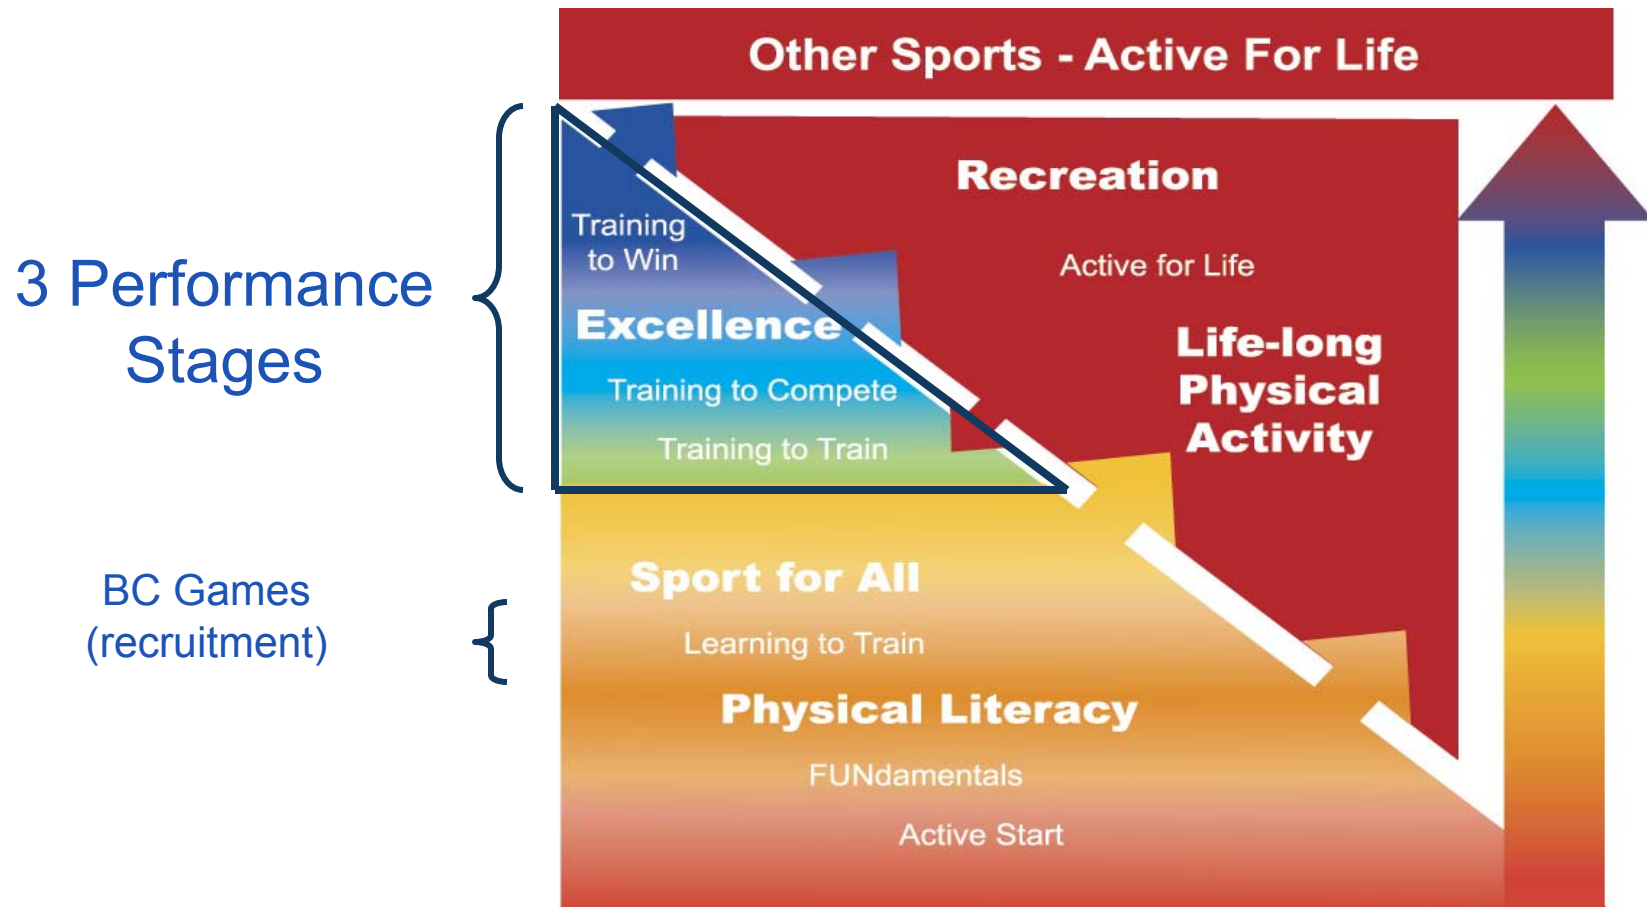 Other Sports - Active For Life
Recreation
Active for Life
Life-long
Physical
Activity
3 Performance
Stages
Training
to Win
Excellence
Training to Compete
Training to Train
BC Games
(recruitment)
Sport for All
Learning to Train
Physical Literacy
FUNdamentals
Active Start